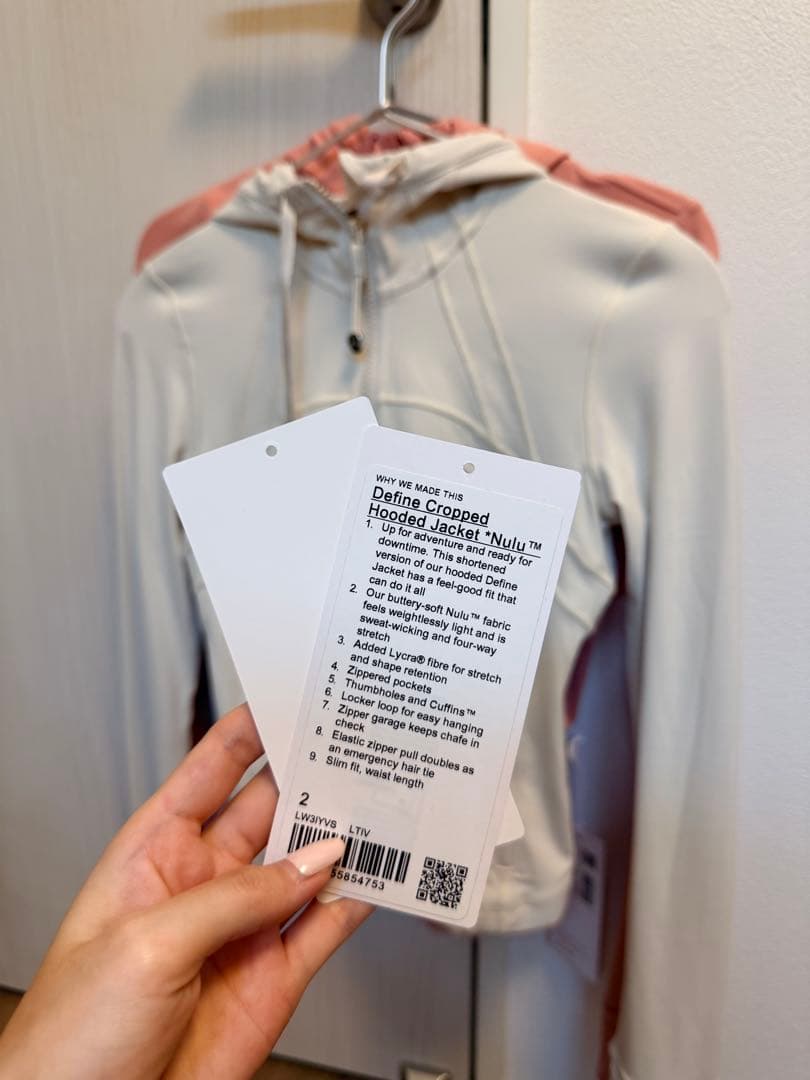 WHY WE MADE THIS
Define Cropped
Hooded Jacket *Nulu™
1. Up for adventure and ready for
downtime. This shortened
version of our hooded Define
Jacket has a feel-good fit that
can do it all
2. Our buttery-soft Nulu™ fabric
feels weightlessly light and is
sweat-wicking and four-way
stretch
3. Added Lycra® fibre for stretch
and shape retention
4. Zippered pockets
5. Thumbholes and Cuffins™
6. Locker loop for easy hanging
7. Zipper garage keeps chafe in
check
8. Elastic zipper pull doubles as
an emergency hair tie
9. Slim fit, waist length
2
LW3IYVS LTIV
55854753